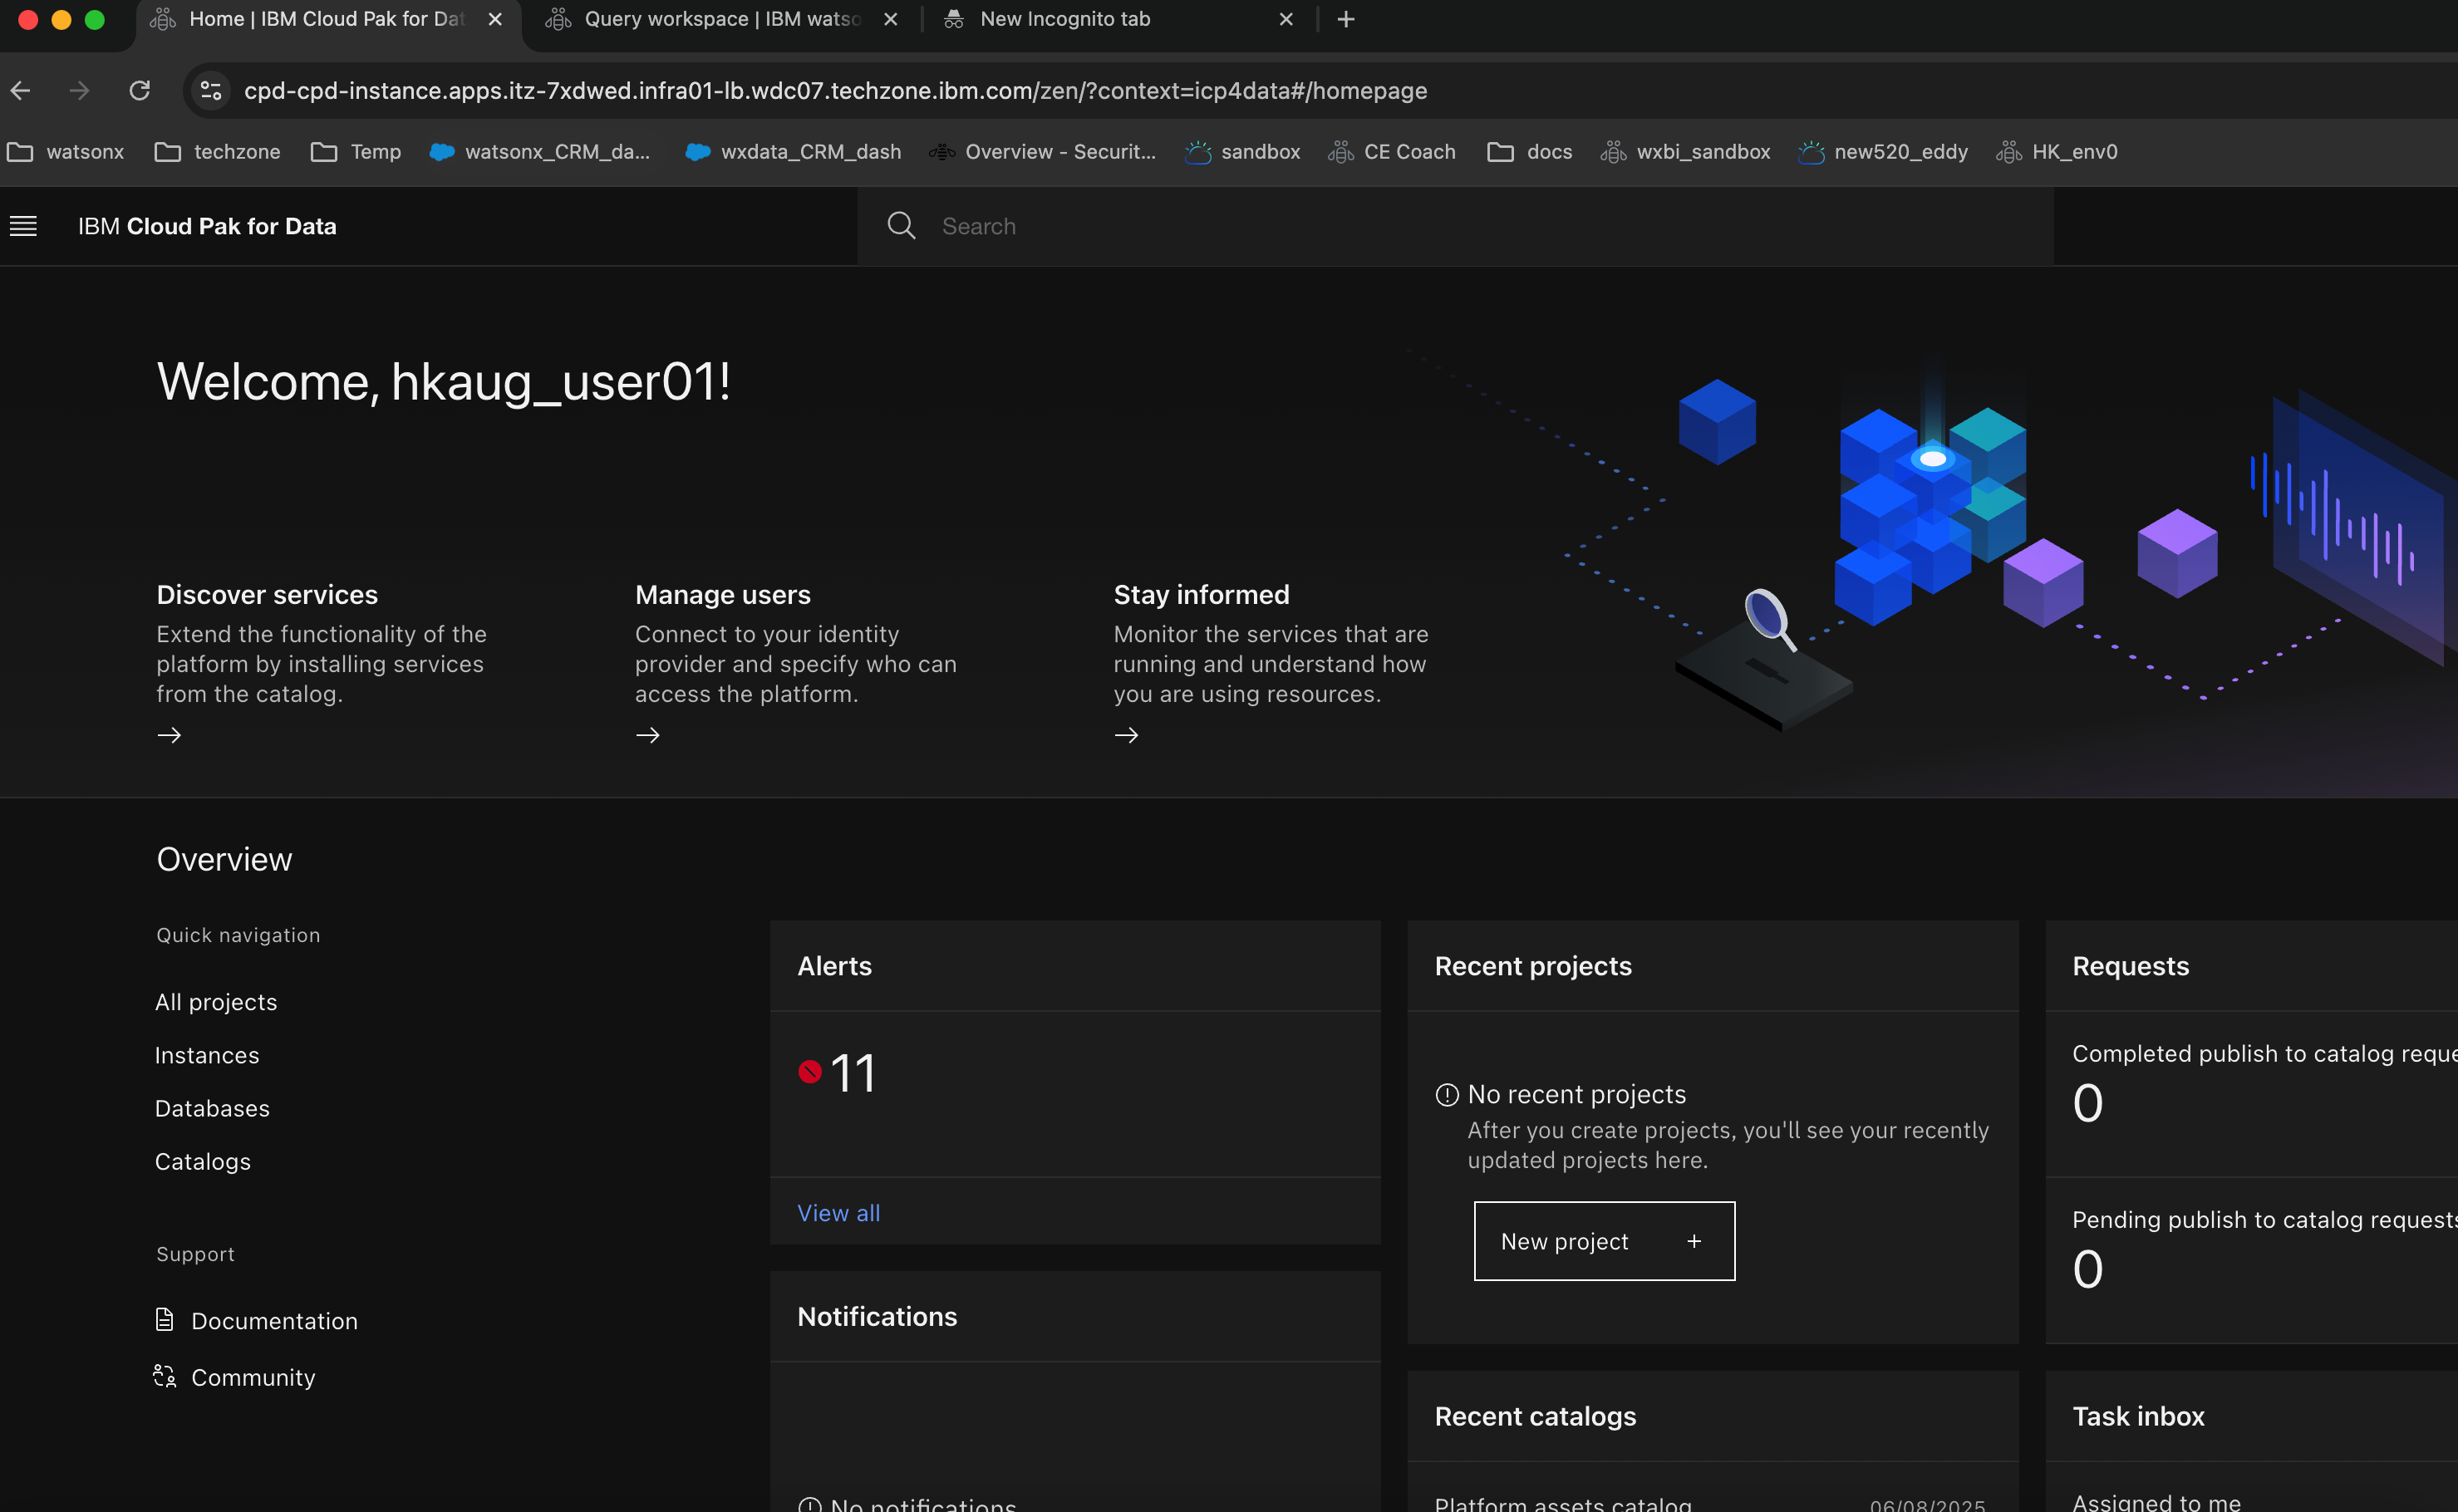 Home | IBM Cloud Pak for Dat
Query workspace | IBM watso
New Incognito tab
cpd-cpd-instance.apps.itz-7xdwed.infra01-lb.wdc07.techzone.ibm.com/zen/?context=icp4data#/homepage
watsonx
techzone
Temp
watsonx_CRM_da...
wxdata_CRM_dash
Overview - Securit...
sandbox
CE Coach
docs
wxbi_sandbox
new520_eddy
HK_env0
IBM Cloud Pak for Data
Search
Welcome, hkaug_user01!
Discover services
Extend the functionality of the
platform by installing services
from the catalog.
Manage users
Connect to your identity
provider and specify who can
access the platform.
Stay informed
Monitor the services that are
running and understand how
you are using resources.
Overview
Quick navigation
All projects
Instances
Databases
Catalogs
Support
Documentation
Community
Alerts
11
View all
Notifications
No notifications
Recent projects
No recent projects
After you create projects, you'll see your recently
updated projects here.
New project +
Recent catalogs
Platform assets catalog
06/08/2025
Requests
Completed publish to catalog reque
0
Pending publish to catalog requests
0
Task inbox
Assigned to me